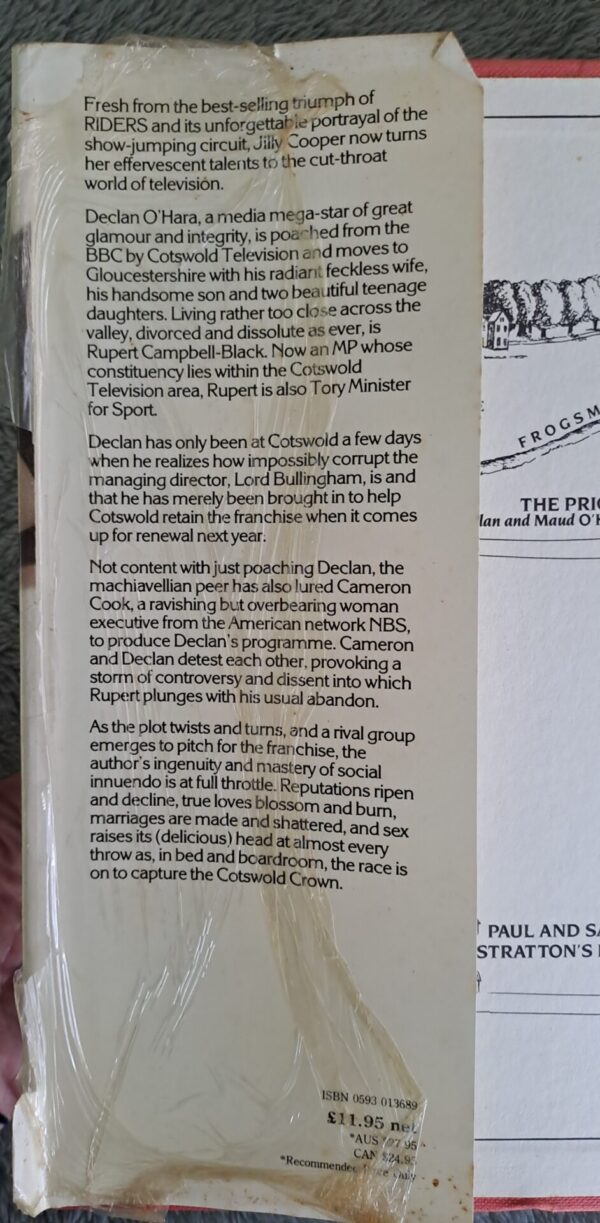 Fresh from the best-selling triumph of
RIDERS and its unforgettable portrayal of the
show-jumping circuit, Jilly Cooper now turns
her effervescent talents to the cut-throat
world of television.
Declan O'Hara, a media mega-star of great
glamour and integrity, is poached from the
BBC by Cotswold Television and moves to
Gloucestershire with his radiant feckless wife,
his handsome son and two beautiful teenage
daughters. Living rather too close across the
valley, divorced and dissolute as ever, is
Rupert Campbell-Black. Now an MP whose
constituency lies within the Cotswold
Television area, Rupert is also Tory Minister
for Sport.
Declan has only been at Cotswold a few days
when he realizes how impossibly corrupt the
managing director, Lord Bullingham, is and
that he has merely been brought in to help
Cotswold retain the franchise when it comes
up for renewal next year.
Not content with just poaching Declan, the
machiavellian peer has also lured Cameron
Cook, a ravishing but overbearing woman
executive from the American network NBS,
to produce Declan's programme. Cameron
and Declan detest each other, provoking a
storm of controversy and dissent into which
Rupert plunges with his usual abandon.
As the plot twists and turns, and a rival group
emerges to pitch for the franchise, the
author's ingenuity and mastery of social
innuendo is at full throttle. Reputations ripen
and decline, true loves blossom and burn,
marriages are made and shattered, and sex
raises its (delicious) head at almost every
throw as, in bed and boardroom, the race is
on to capture the Cotswold Crown.
ISBN 0593 013689
£11.95 net
*AUS 27.95
CAN $24.95
*Recommended Price Only
FROGSM
THE PRIO
lan and Maud O'H
PAUL AND SA
STRATTON'S